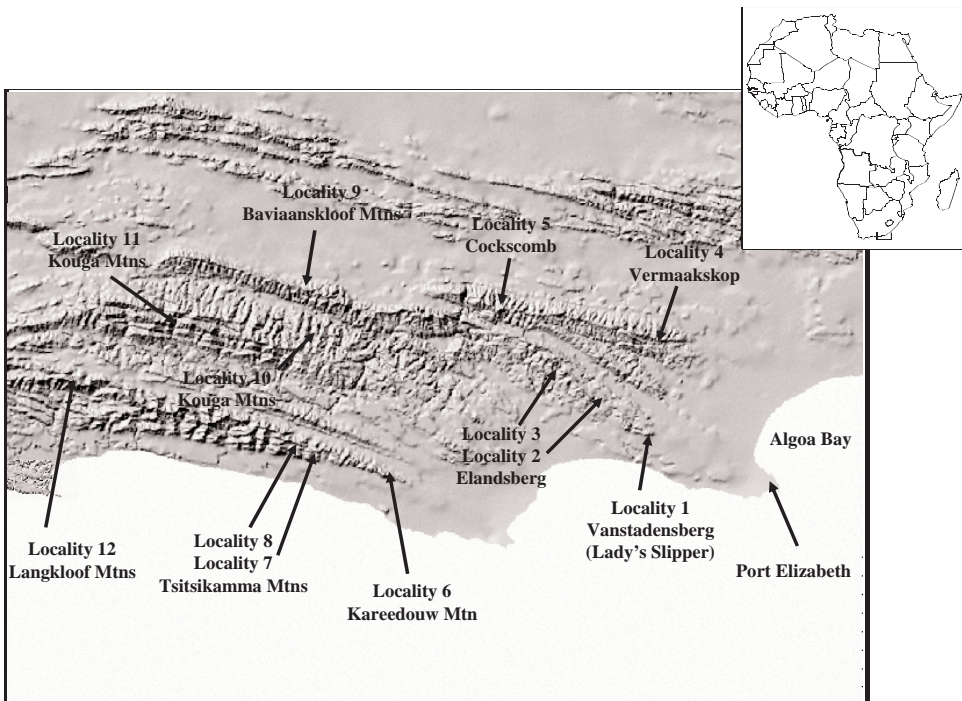 Locality 9
Baviaanskloof Mtns
Locality 5
Cockscomb
Locality 11
Kouga Mtns
Locality 4
Vermaakskop
Locality 10
Kouga Mtns
Locality 3
Locality 2
Elandsberg
Algoa Bay
Locality 1
Vanstadensberg
(Lady's Slipper)
Locality 12
Langkloof Mtns
Locality 8
Locality 7
Tsitsikamma Mtns
Port Elizabeth
Locality 6
Kareedouw Mtn